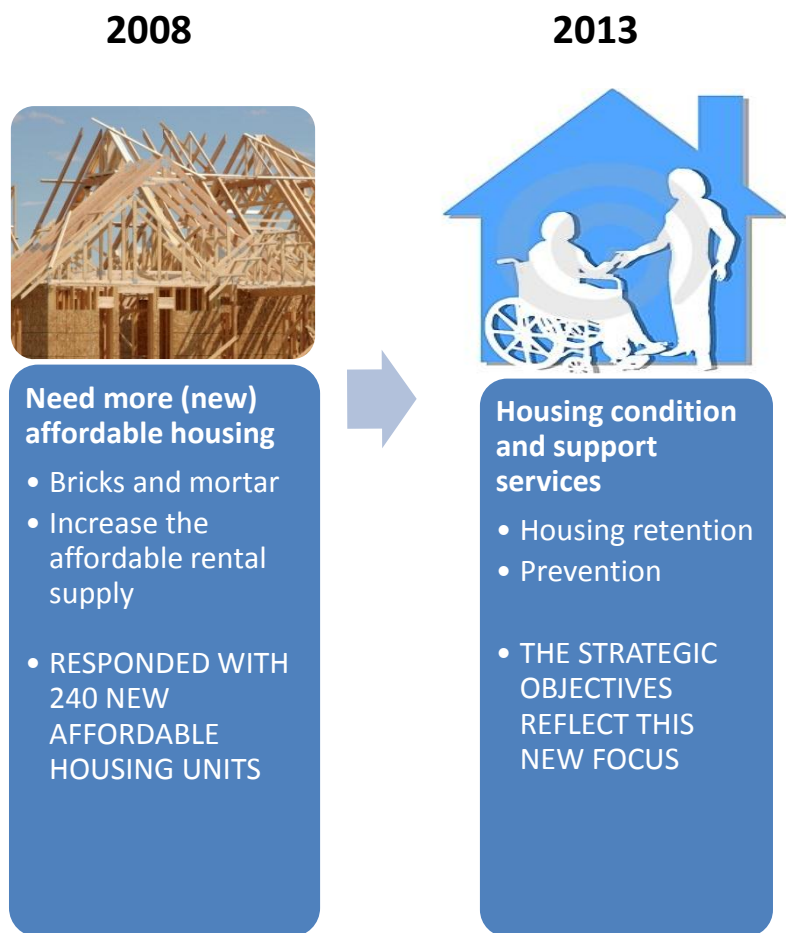 2008
2013
Need more (new)
affordable housing
• Bricks and mortar
• Increase the
affordable rental
supply
• RESPONDED WITH
240 NEW
AFFORDABLE
HOUSING UNITS
Housing condition
and support
services
• Housing retention
• Prevention
• THE STRATEGIC
OBJECTIVES
REFLECT THIS
NEW FOCUS